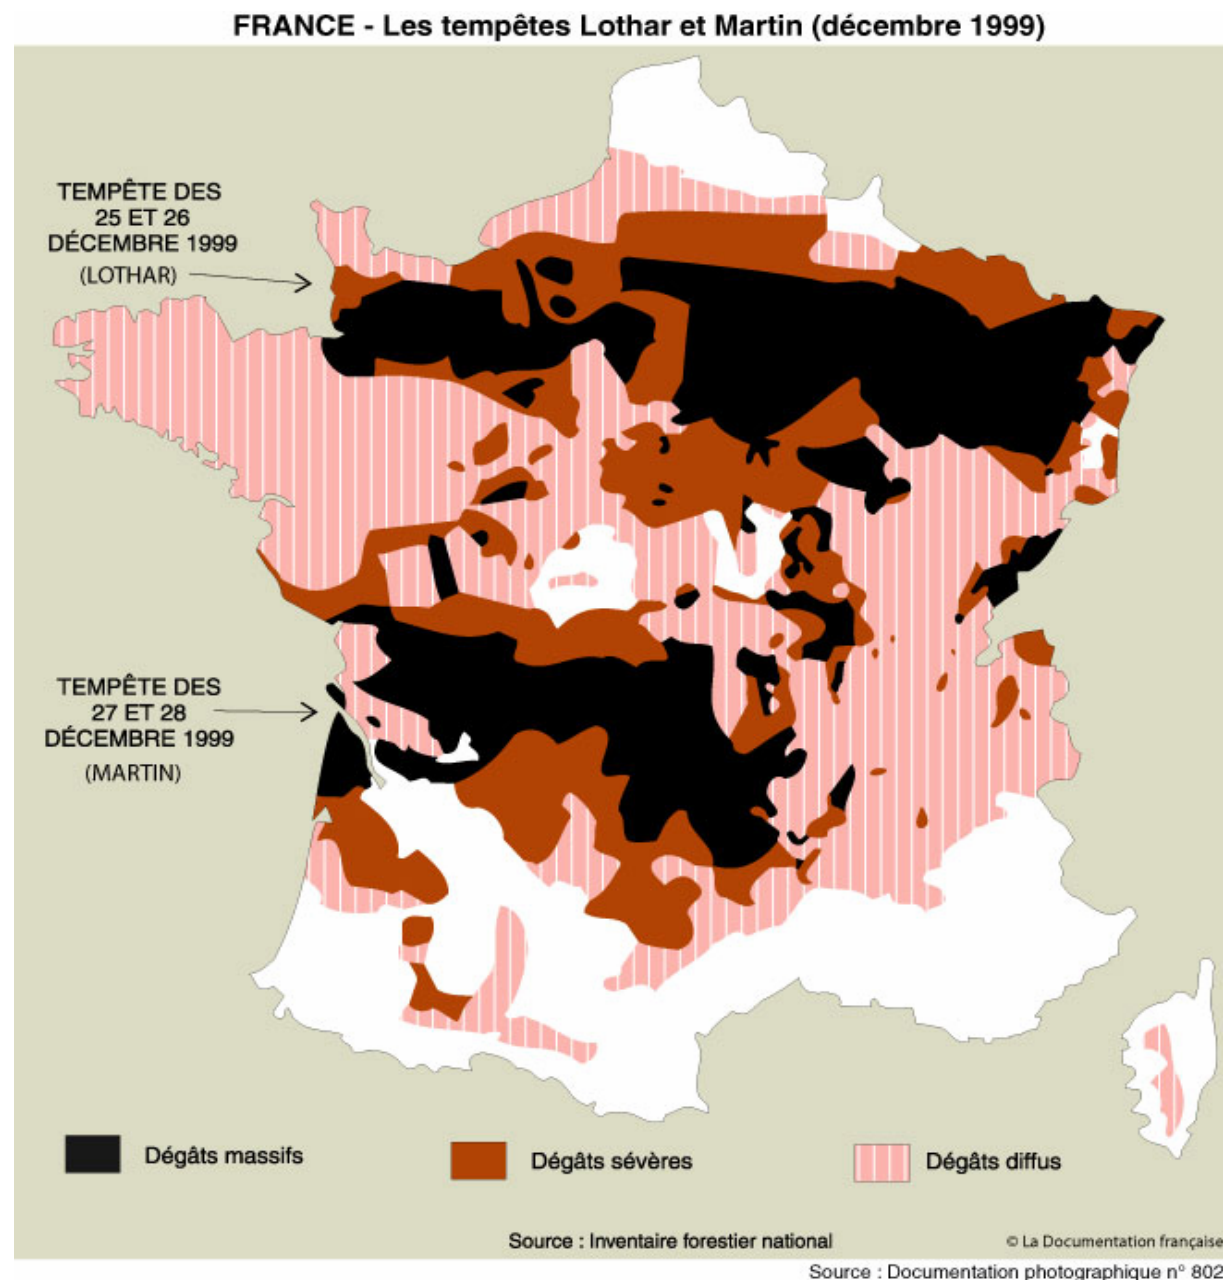 FRANCE - Les tempêtes Lothar et Martin (décembre 1999)
TEMPÊTE DES
25 ET 26
DÉCEMBRE 1999
(LOTHAR)
TEMPÊTE DES
27 ET 28
DÉCEMBRE 1999
(MARTIN)
Dégâts massifs
Dégâts sévères
Dégâts diffus
Source : Inventaire forestier national
© La Documentation française
Source : Documentation photographique n° 802